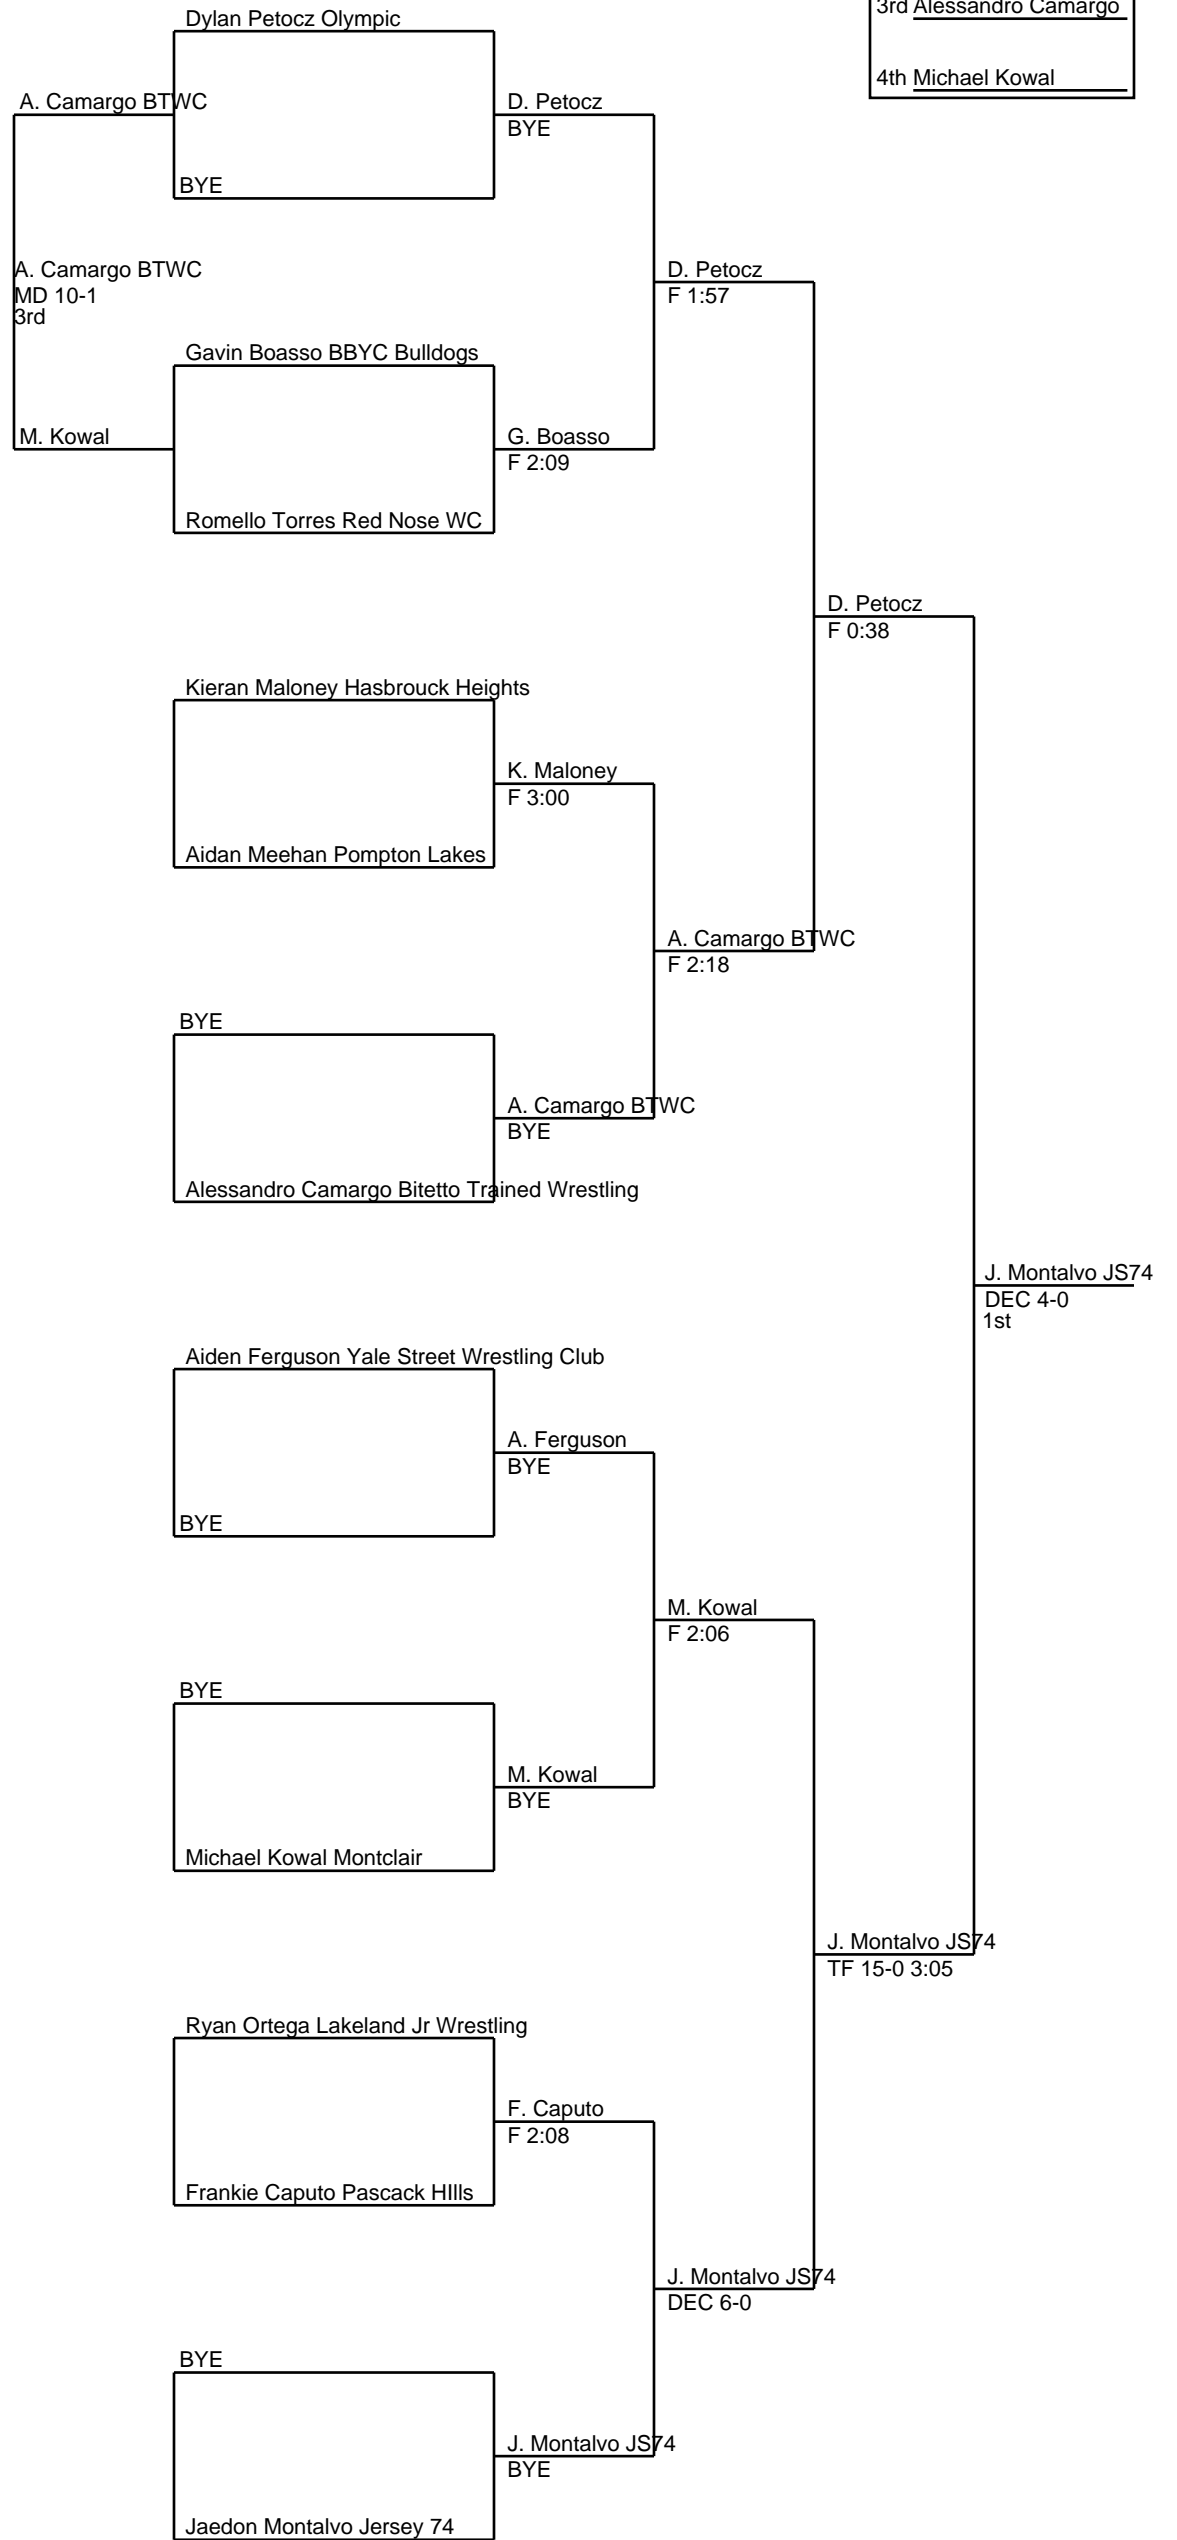 3rd Alessandro Camargo
4th Michael Kowal
Dylan Petocz Olympic
A. Camargo BTWC
D. Petocz
BYE
BYE
A. Camargo BTWC
MD 10-1
3rd
D. Petocz
F 1:57
Gavin Boasso BBYC Bulldogs
M. Kowal
G. Boasso
F 2:09
Romello Torres Red Nose WC
D. Petocz
F 0:38
Kieran Maloney Hasbrouck Heights
K. Maloney
F 3:00
Aidan Meehan Pompton Lakes
A. Camargo BTWC
F 2:18
BYE
A. Camargo BTWC
BYE
Alessandro Camargo Bitetto Trained Wrestling
J. Montalvo JS74
DEC 4-0
1st
Aiden Ferguson Yale Street Wrestling Club
A. Ferguson
BYE
BYE
M. Kowal
F 2:06
BYE
M. Kowal
BYE
Michael Kowal Montclair
J. Montalvo JS74
TF 15-0 3:05
Ryan Ortega Lakeland Jr Wrestling
F. Caputo
F 2:08
Frankie Caputo Pascack HIlls
J. Montalvo JS74
DEC 6-0
BYE
J. Montalvo JS74
BYE
Jaedon Montalvo Jersey 74